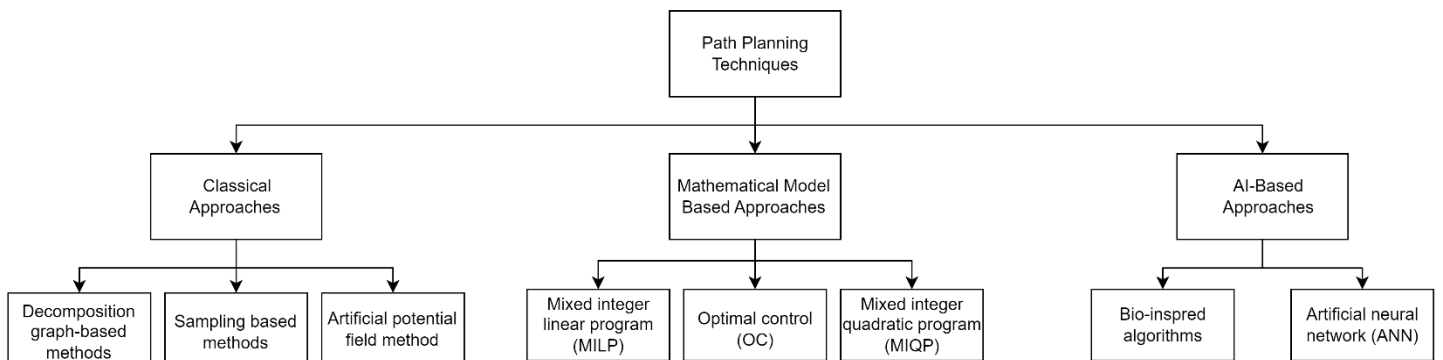 Path Planning
Techniques
Classical
Approaches
Mathematical Model
Based Approaches
AI-Based
Approaches
Decomposition
graph-based
methods
Sampling based
methods
Artificial potential
field method
Mixed integer
linear program
(MILP)
Optimal control
(OC)
Mixed integer
quadratic program
(MIQP)
Bio-inspred
algorithms
Artificial neural
network (ANN)